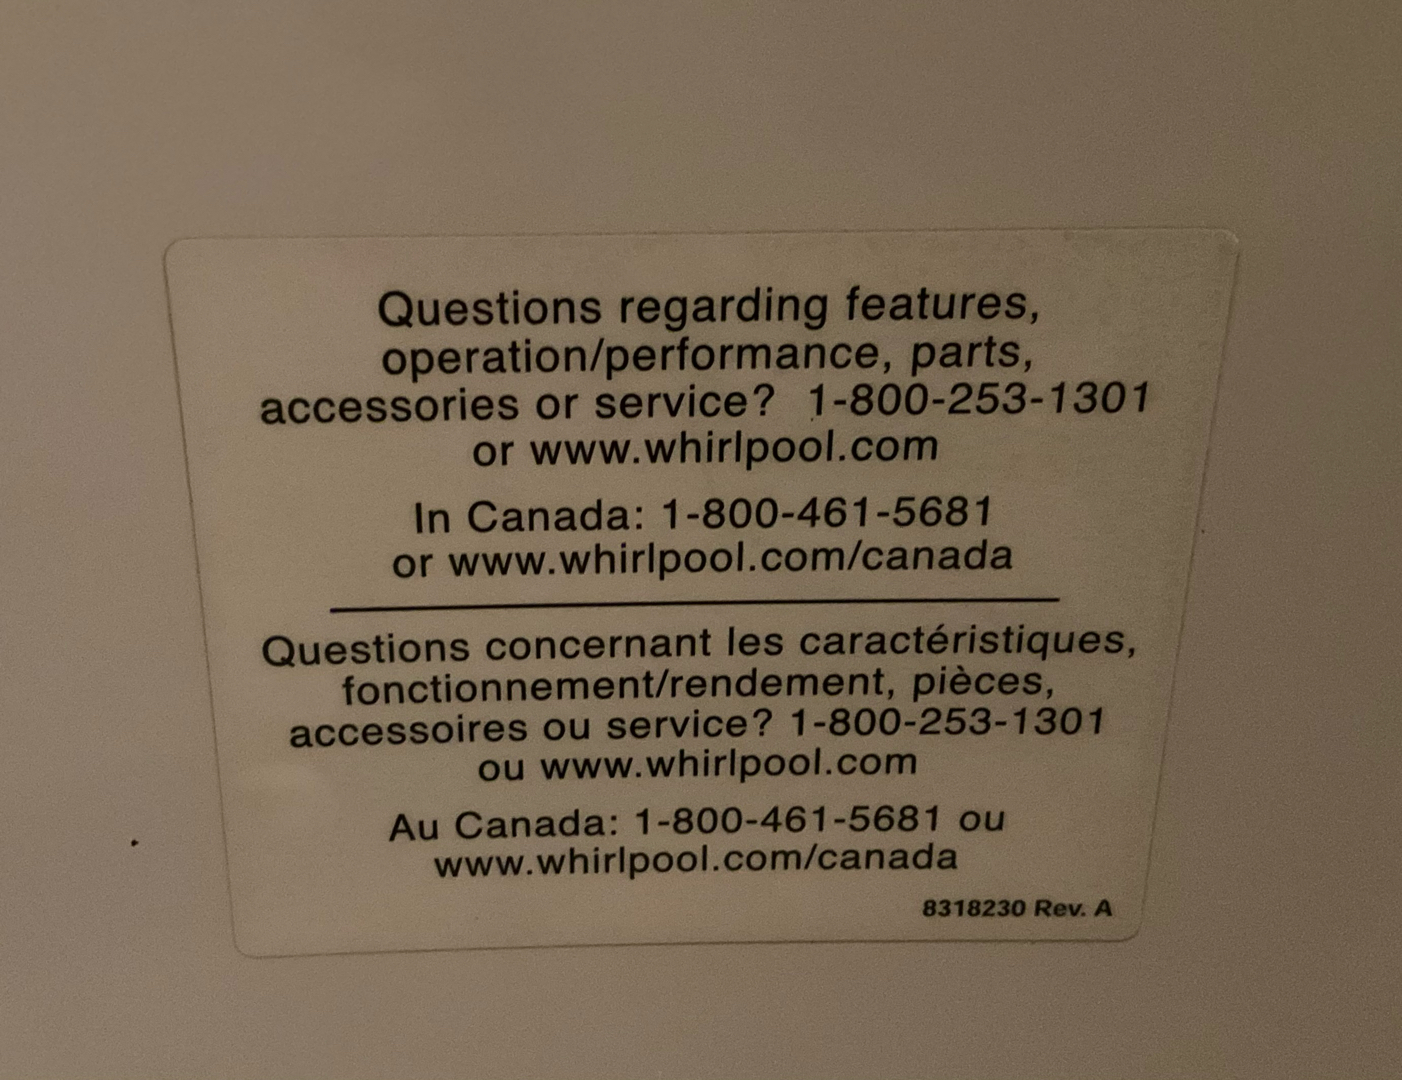 Questions regarding features,
operation/performance, parts,
accessories or service? 1-800-253-1301
or www.whirlpool.com
In Canada: 1-800-461-5681
or www.whirlpool.com/canada
Questions concernant les caractéristiques,
fonctionnement/rendement, pièces,
accessoires ou service? 1-800-253-1301
ou www.whirlpool.com
Au Canada: 1-800-461-5681 ou
www.whirlpool.com/canada
8318230 Rev. A